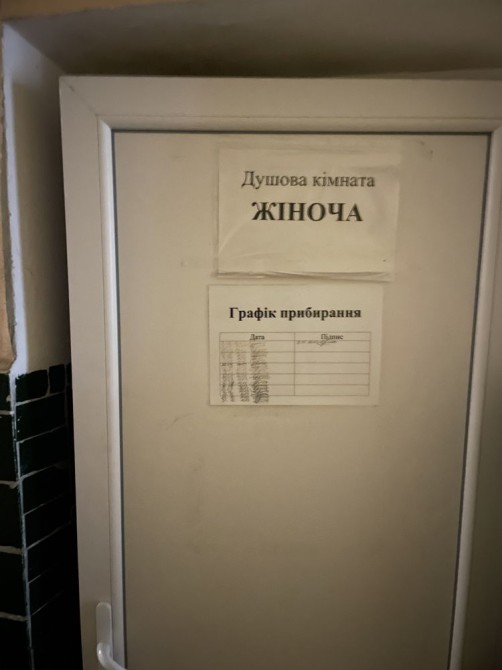 Душова кімната
ЖІНОЧА
Графік прибирання
Дата Підпис